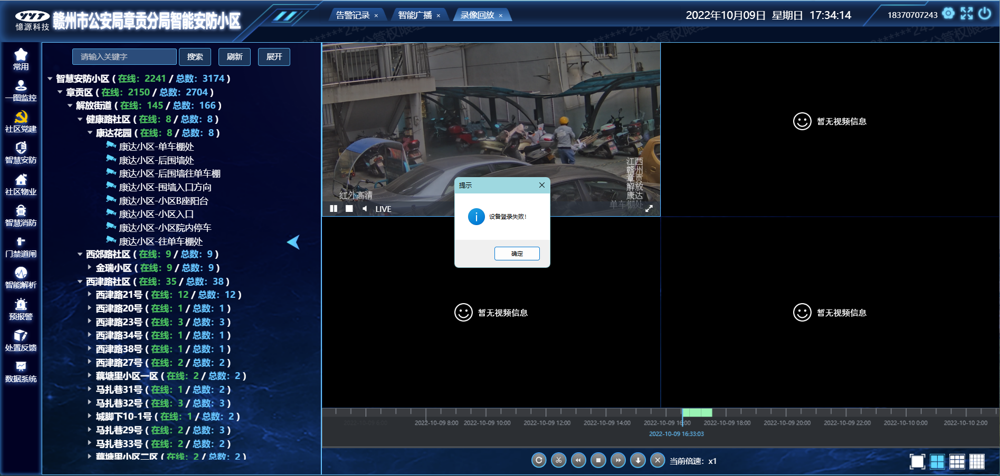 YYT
憶源科技
赣州市公安局章贡分局智能安防小区
告警记录 ×
智能广播 ×
录像回放 ×
2022年10月09日 星期日 17:34:14
18370707243
常用
一图监控
社区党建
智慧安防
社区物业
智慧消防
门禁道闸
智能解析
预报警
处置反馈
数据系统
请输入关键字
搜索
刷新
展开
智慧安防小区 ( 在线：2241 / 总数：3174 )
章贡区 ( 在线：2150 / 总数：2704 )
解放街道 ( 在线：145 / 总数：166 )
健康路社区 ( 在线：8 / 总数：8 )
康达花园 ( 在线：8 / 总数：8 )
康达小区-单车棚处
康达小区-后围墙处
康达小区-后围墙往单车棚
康达小区-围墙入口方向
康达小区-小区B座阳台
康达小区-小区入口
康达小区-小区院内停车
康达小区-往单车棚处
西郊路社区 ( 在线：9 / 总数：9 )
金瑞小区 ( 在线：9 / 总数：9 )
西津路社区 ( 在线：35 / 总数：38 )
西津路21号 ( 在线：12 / 总数：12 )
西津路20号 ( 在线：1 / 总数：1 )
西津路23号 ( 在线：3 / 总数：3 )
西津路34号 ( 在线：1 / 总数：1 )
西津路38号 ( 在线：1 / 总数：1 )
西津路27号 ( 在线：2 / 总数：2 )
藕塘里小区一区 ( 在线：2 / 总数：2 )
马扎巷31号 ( 在线：1 / 总数：2 )
马扎巷32号 ( 在线：3 / 总数：3 )
城脚下10-1号 ( 在线：1 / 总数：2 )
马扎巷29号 ( 在线：2 / 总数：3 )
马扎巷33号 ( 在线：2 / 总数：2 )
藕塘里小区二区 ( 在线：2 / 总数：2 )
江西
赣州
章贡
解放
康达
单车棚处
红外高清
LIVE
暂无视频信息
提示
设备登录失败!
确定
暂无视频信息
暂无视频信息
2022-10-09 6:00
2022-10-09 8:00
2022-10-09 10:00
2022-10-09 12:00
2022-10-09 14:00
2022-10-09 16:00
2022-10-09 18:00
2022-10-09 20:00
2022-10-09 22:00
2022-10-10 0:00
2022-10-10 2:00
2022-10-09 16:33:03
当前倍速：x1